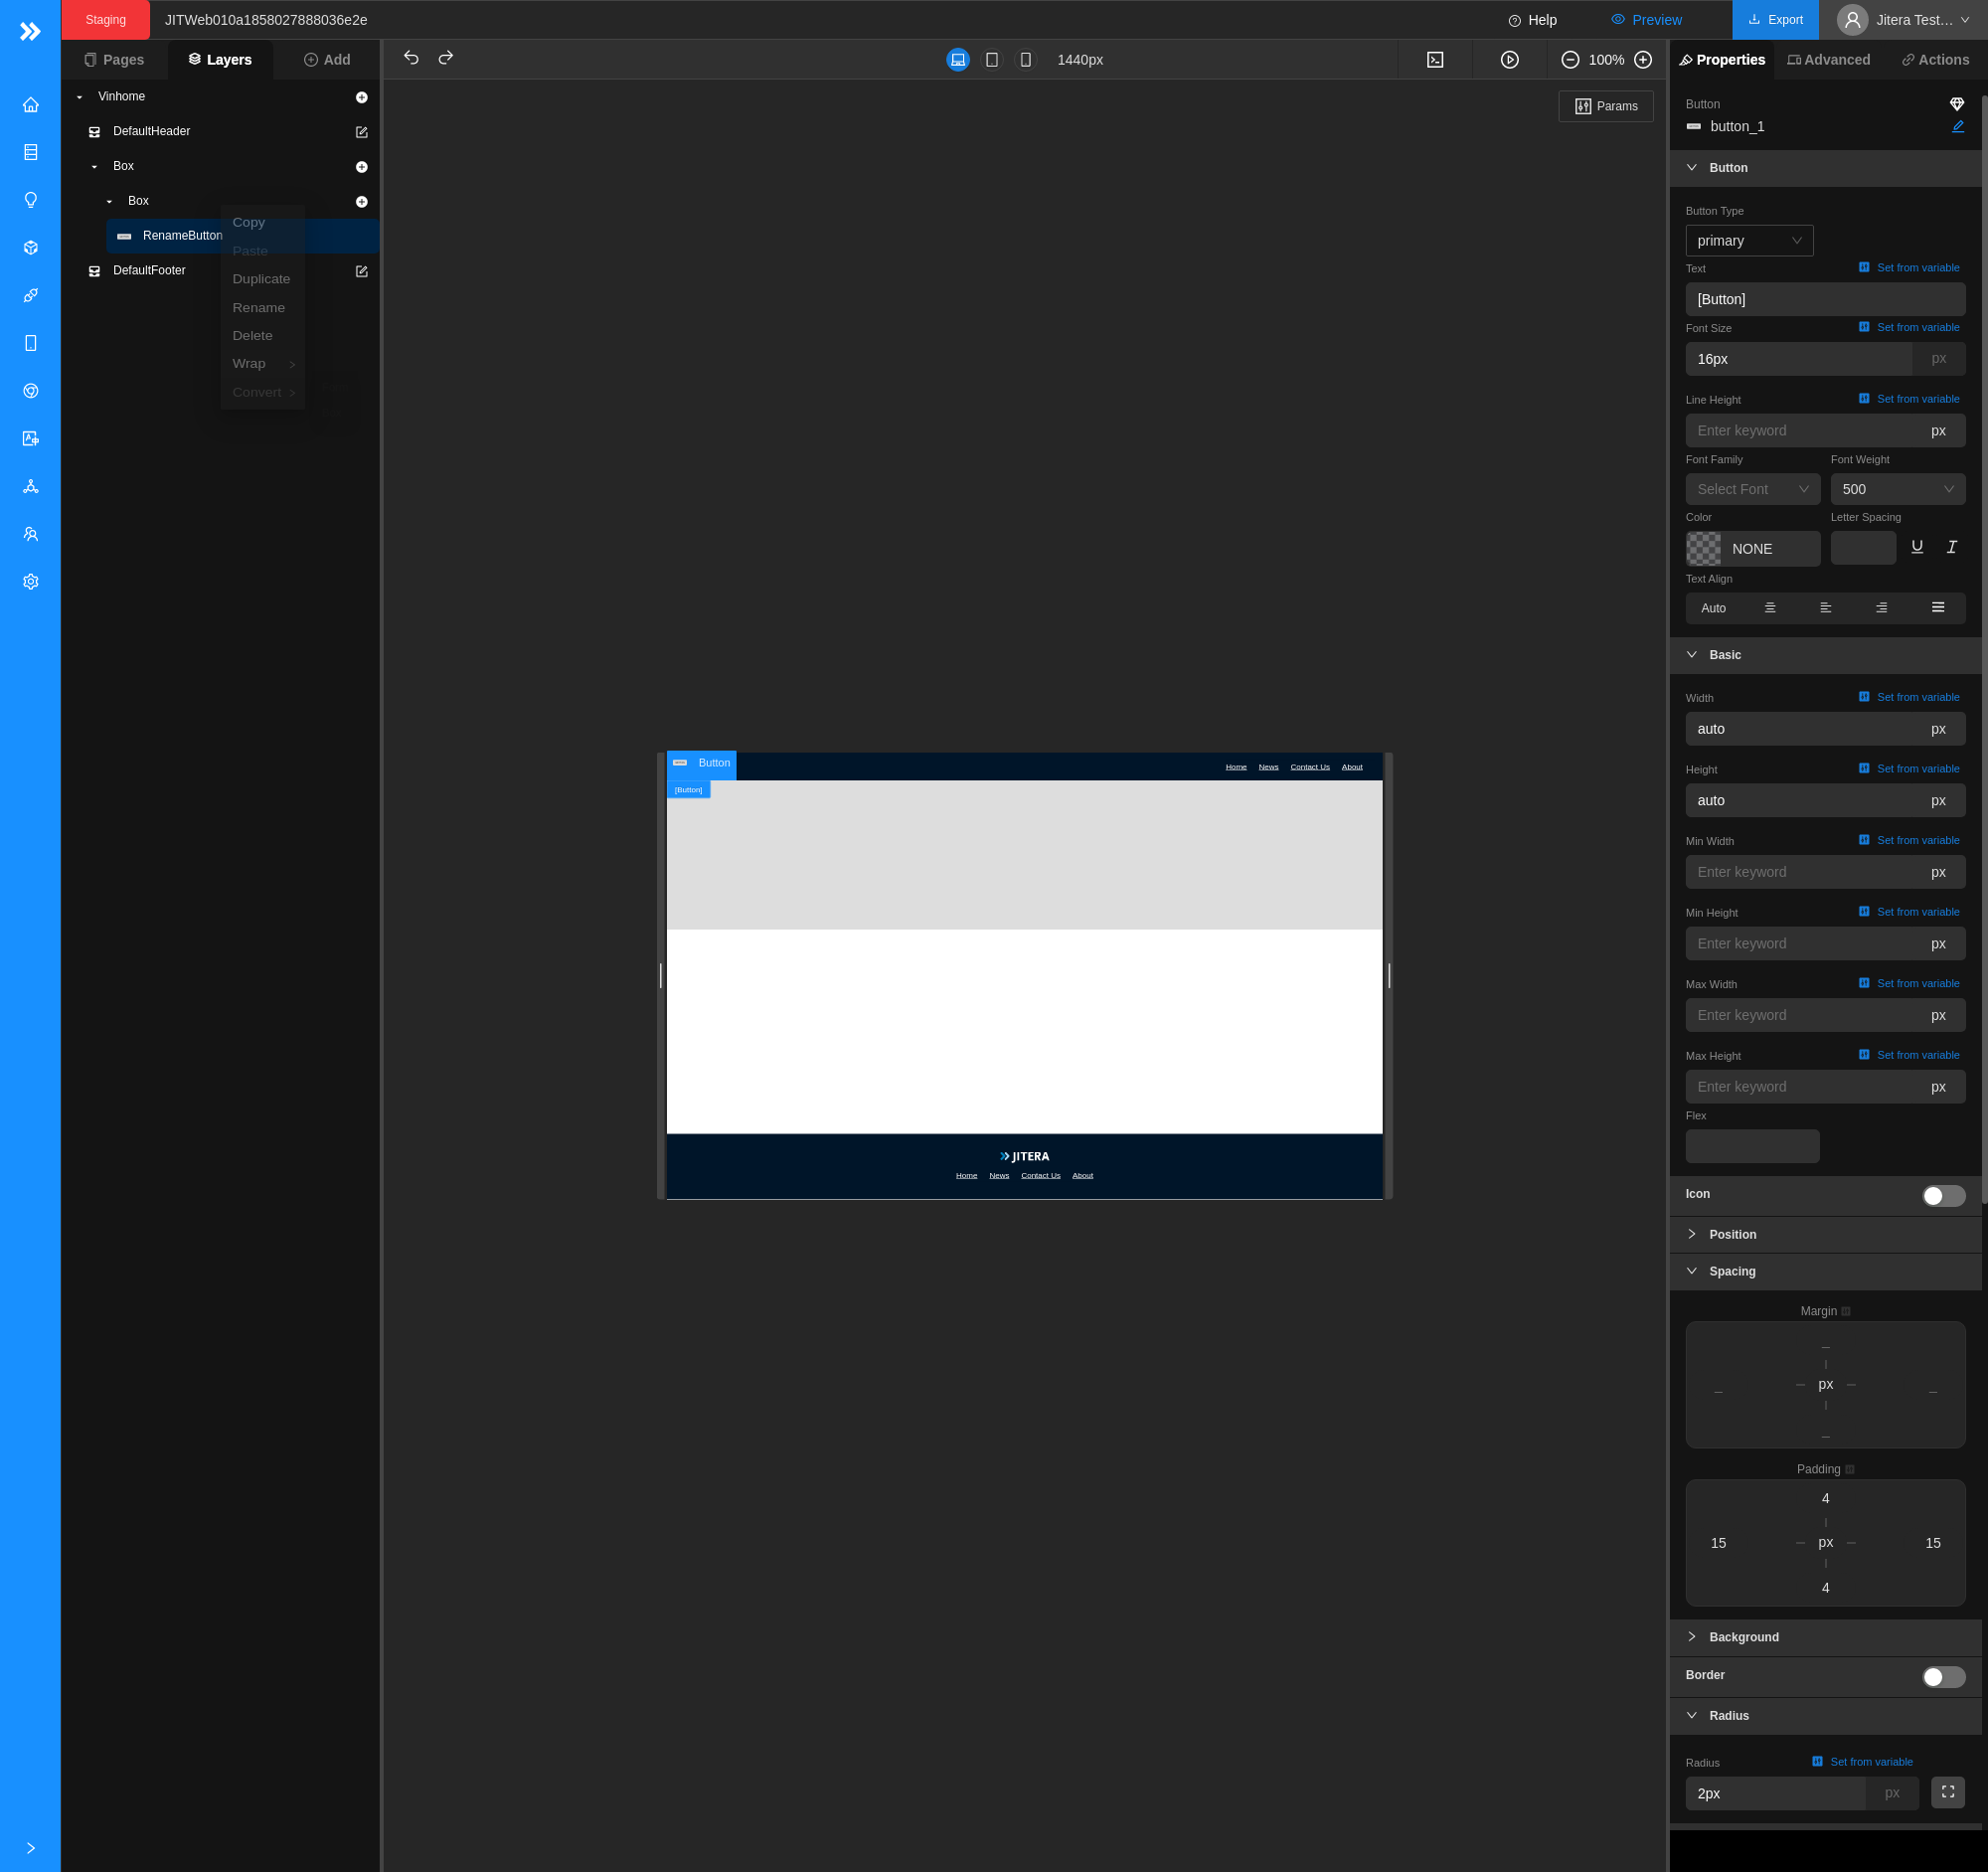 Staging
JITWeb010a1858027888036e2e
Help
Preview
Export
Jitera Test...
Pages
Layers
Add
1440px
100%
Properties
Advanced
Actions
Vinhome
DefaultHeader
Box
Box
RenameButton
DefaultFooter
Copy
Paste
Duplicate
Rename
Delete
Wrap
Convert
Params
Button
Home News Contact Us About
[Button]
JITERA
Home News Contact Us About
Button
button_1
Button
Button Type
primary
Text
Set from variable
[Button]
Font Size
Set from variable
16px
px
Line Height
Set from variable
Enter keyword
px
Font Family
Font Weight
Select Font
500
Color
Letter Spacing
NONE
Text Align
Auto
Basic
Width
Set from variable
auto
px
Height
Set from variable
auto
px
Min Width
Set from variable
Enter keyword
px
Min Height
Set from variable
Enter keyword
px
Max Width
Set from variable
Enter keyword
px
Max Height
Set from variable
Enter keyword
px
Flex
Icon
Position
Spacing
Margin
px
Padding
4
15
px
15
4
Background
Border
Radius
Radius
Set from variable
2px
px